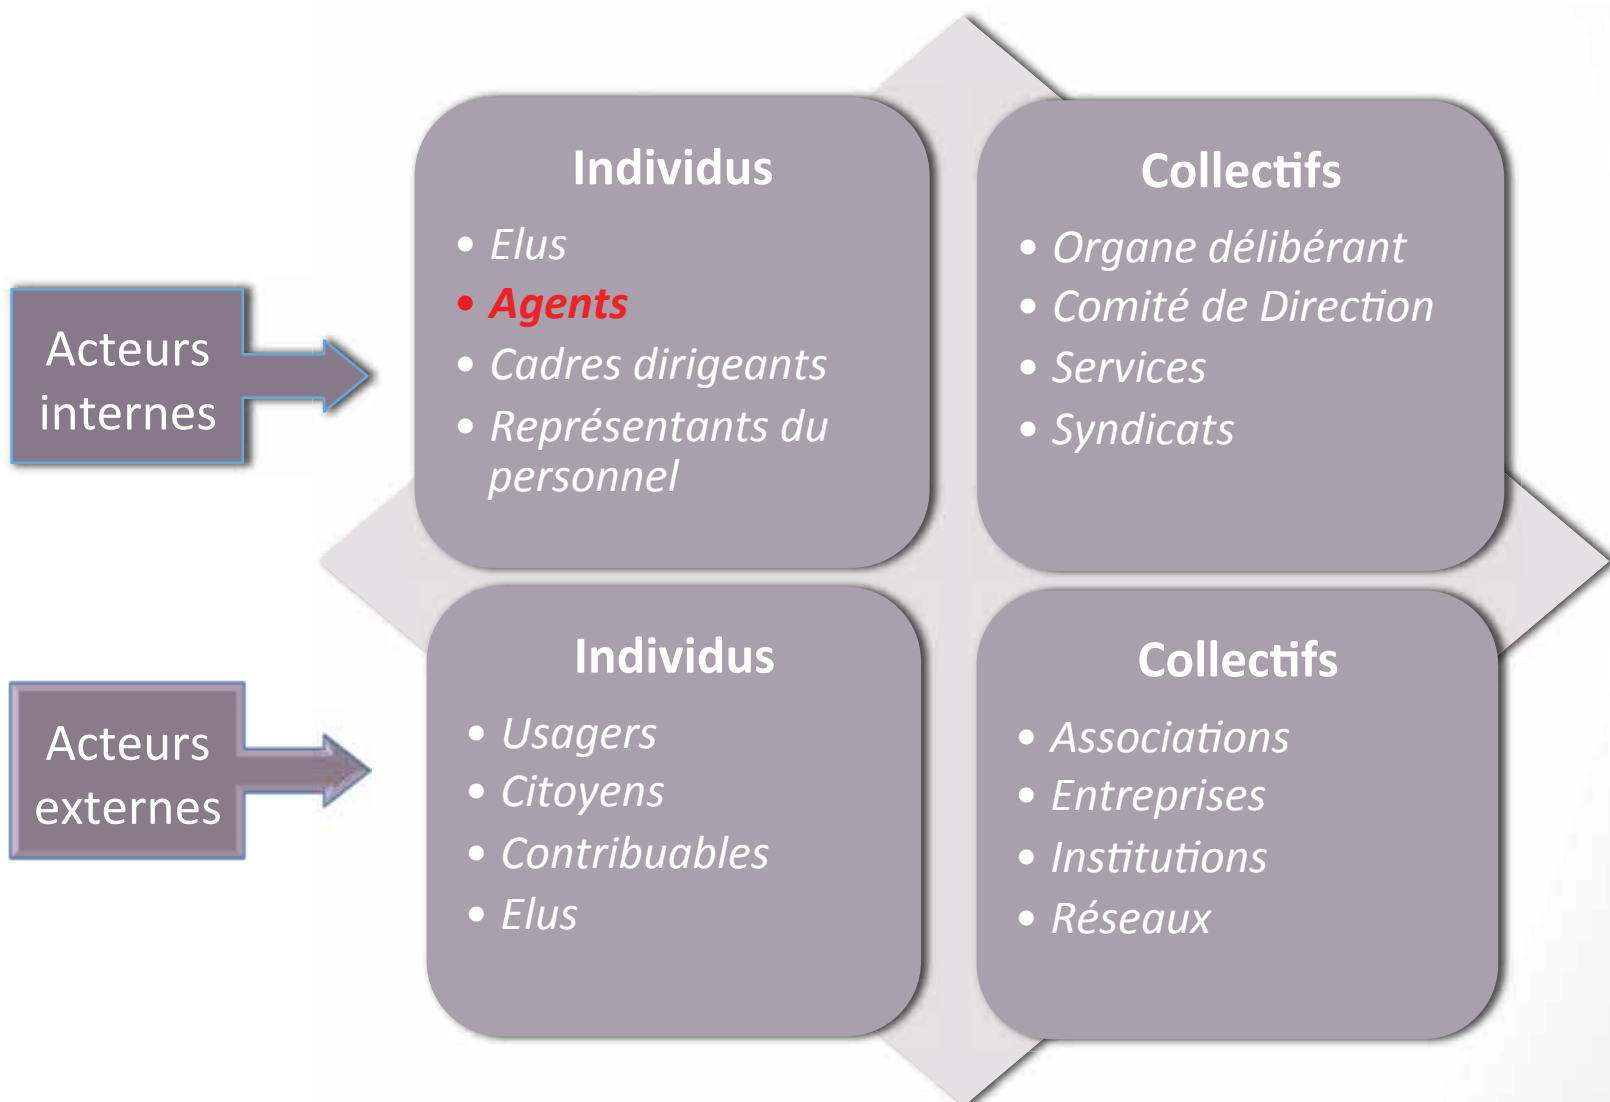 Acteurs
internes
Individus
• Elus
• Agents
• Cadres dirigeants
• Représentants du
personnel
Collectifs
• Organe délibérant
• Comité de Direction
• Services
• Syndicats
Acteurs
externes
Individus
• Usagers
• Citoyens
• Contribuables
• Elus
Collectifs
• Associations
• Entreprises
• Institutions
• Réseaux